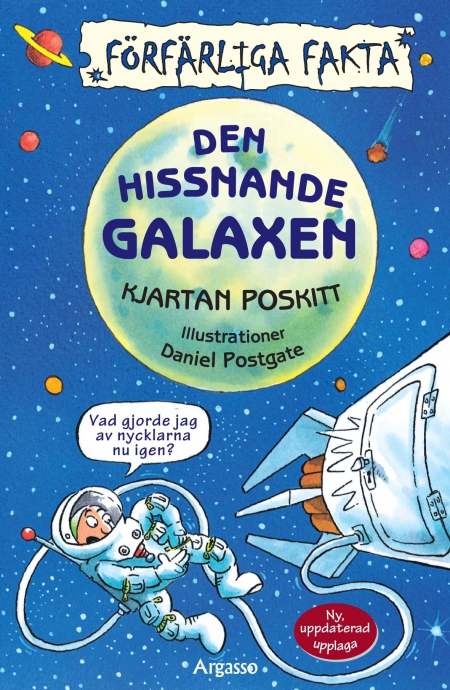 FÖRFÄRLIGA FAKTA
DEN
HISSNANDE
GALAXEN
KJARTAN POSKITT
Illustrationer
Daniel Postgate
Vad gjorde jag
av nycklarna
nu igen?
Ny,
uppdaterad
upplaga
Argasso